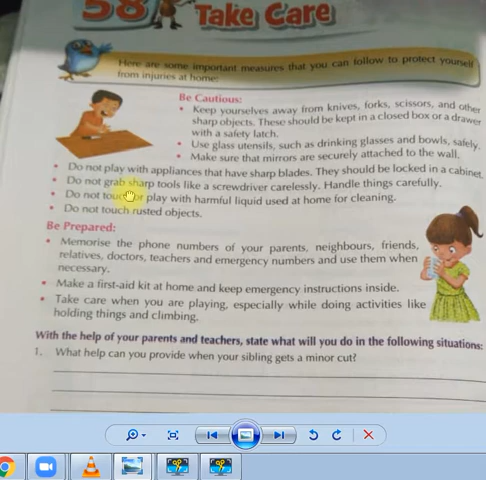 58 Take Care
Here are some important measures that you can follow to protect yourself
from injuries at home:
Be Cautious:
• Keep yourselves away from knives, forks, scissors, and other
sharp objects. These should be kept in a closed box or a drawer
with a safety latch.
• Use glass utensils, such as drinking glasses and bowls, safely.
• Make sure that mirrors are securely attached to the wall.
• Do not play with appliances that have sharp blades. They should be locked in a cabinet.
• Do not grab sharp tools like a screwdriver carelessly. Handle things carefully.
• Do not touch or play with harmful liquid used at home for cleaning.
• Do not touch rusted objects.
Be Prepared:
• Memorise the phone numbers of your parents, neighbours, friends,
relatives, doctors, teachers and emergency numbers and use them when
necessary.
• Make a first-aid kit at home and keep emergency instructions inside.
• Take care when you are playing, especially while doing activities like
holding things and climbing.
With the help of your parents and teachers, state what will you do in the following situations:
1. What help can you provide when your sibling gets a minor cut?